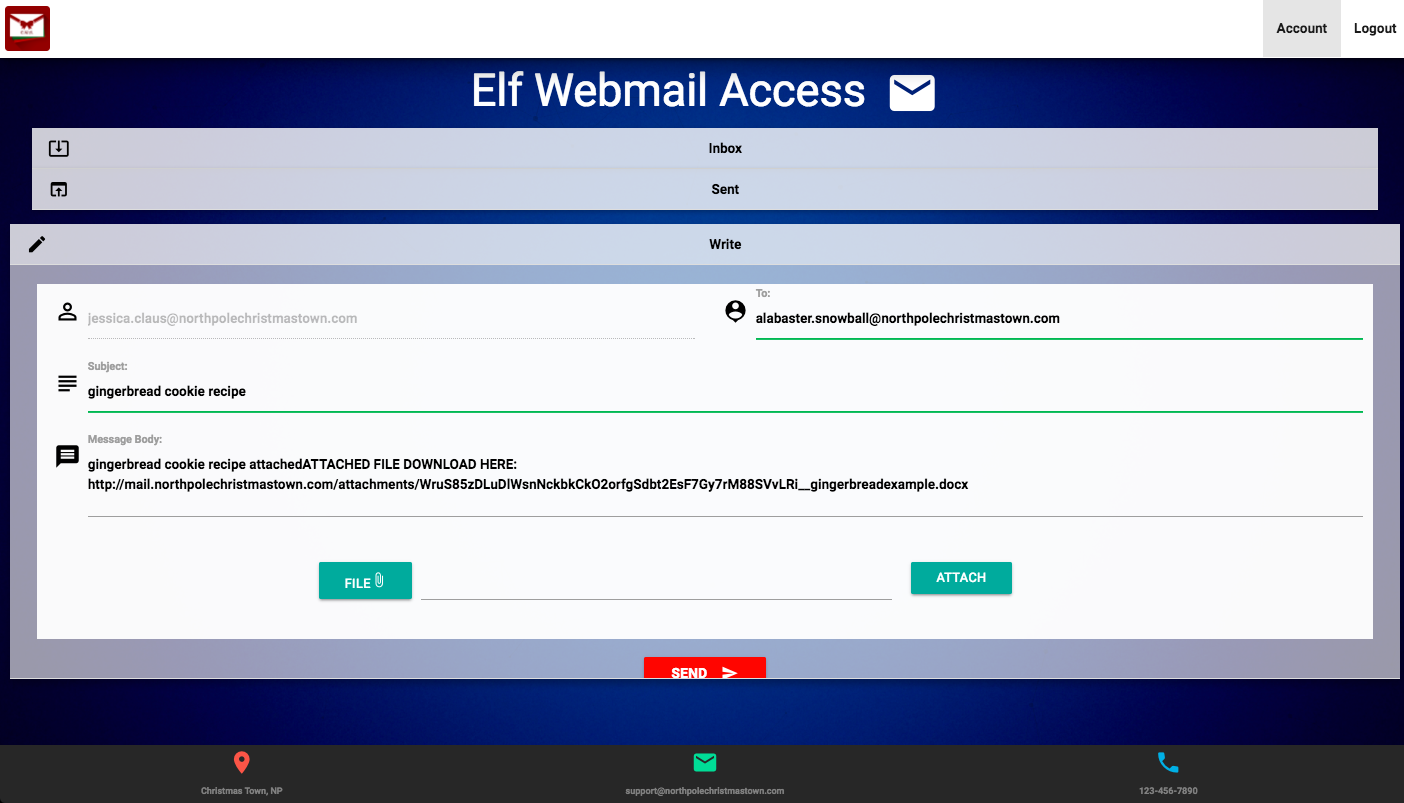 Account
Logout
Elf Webmail Access
Inbox
Sent
Write
jessica.claus@northpolechristmastown.com
To:
alabaster.snowball@northpolechristmastown.com
Subject:
gingerbread cookie recipe
Message Body:
gingerbread cookie recipe attachedATTACHED FILE DOWNLOAD HERE:
http://mail.northpolechristmastown.com/attachments/WruS85zDLuDlWsnNckbkCkO2orfgSdbt2EsF7Gy7rM88SVvLRi__gingerbreadexample.docx
FILE
ATTACH
SEND
Christmas Town, NP
support@northpolechristmastown.com
123-456-7890